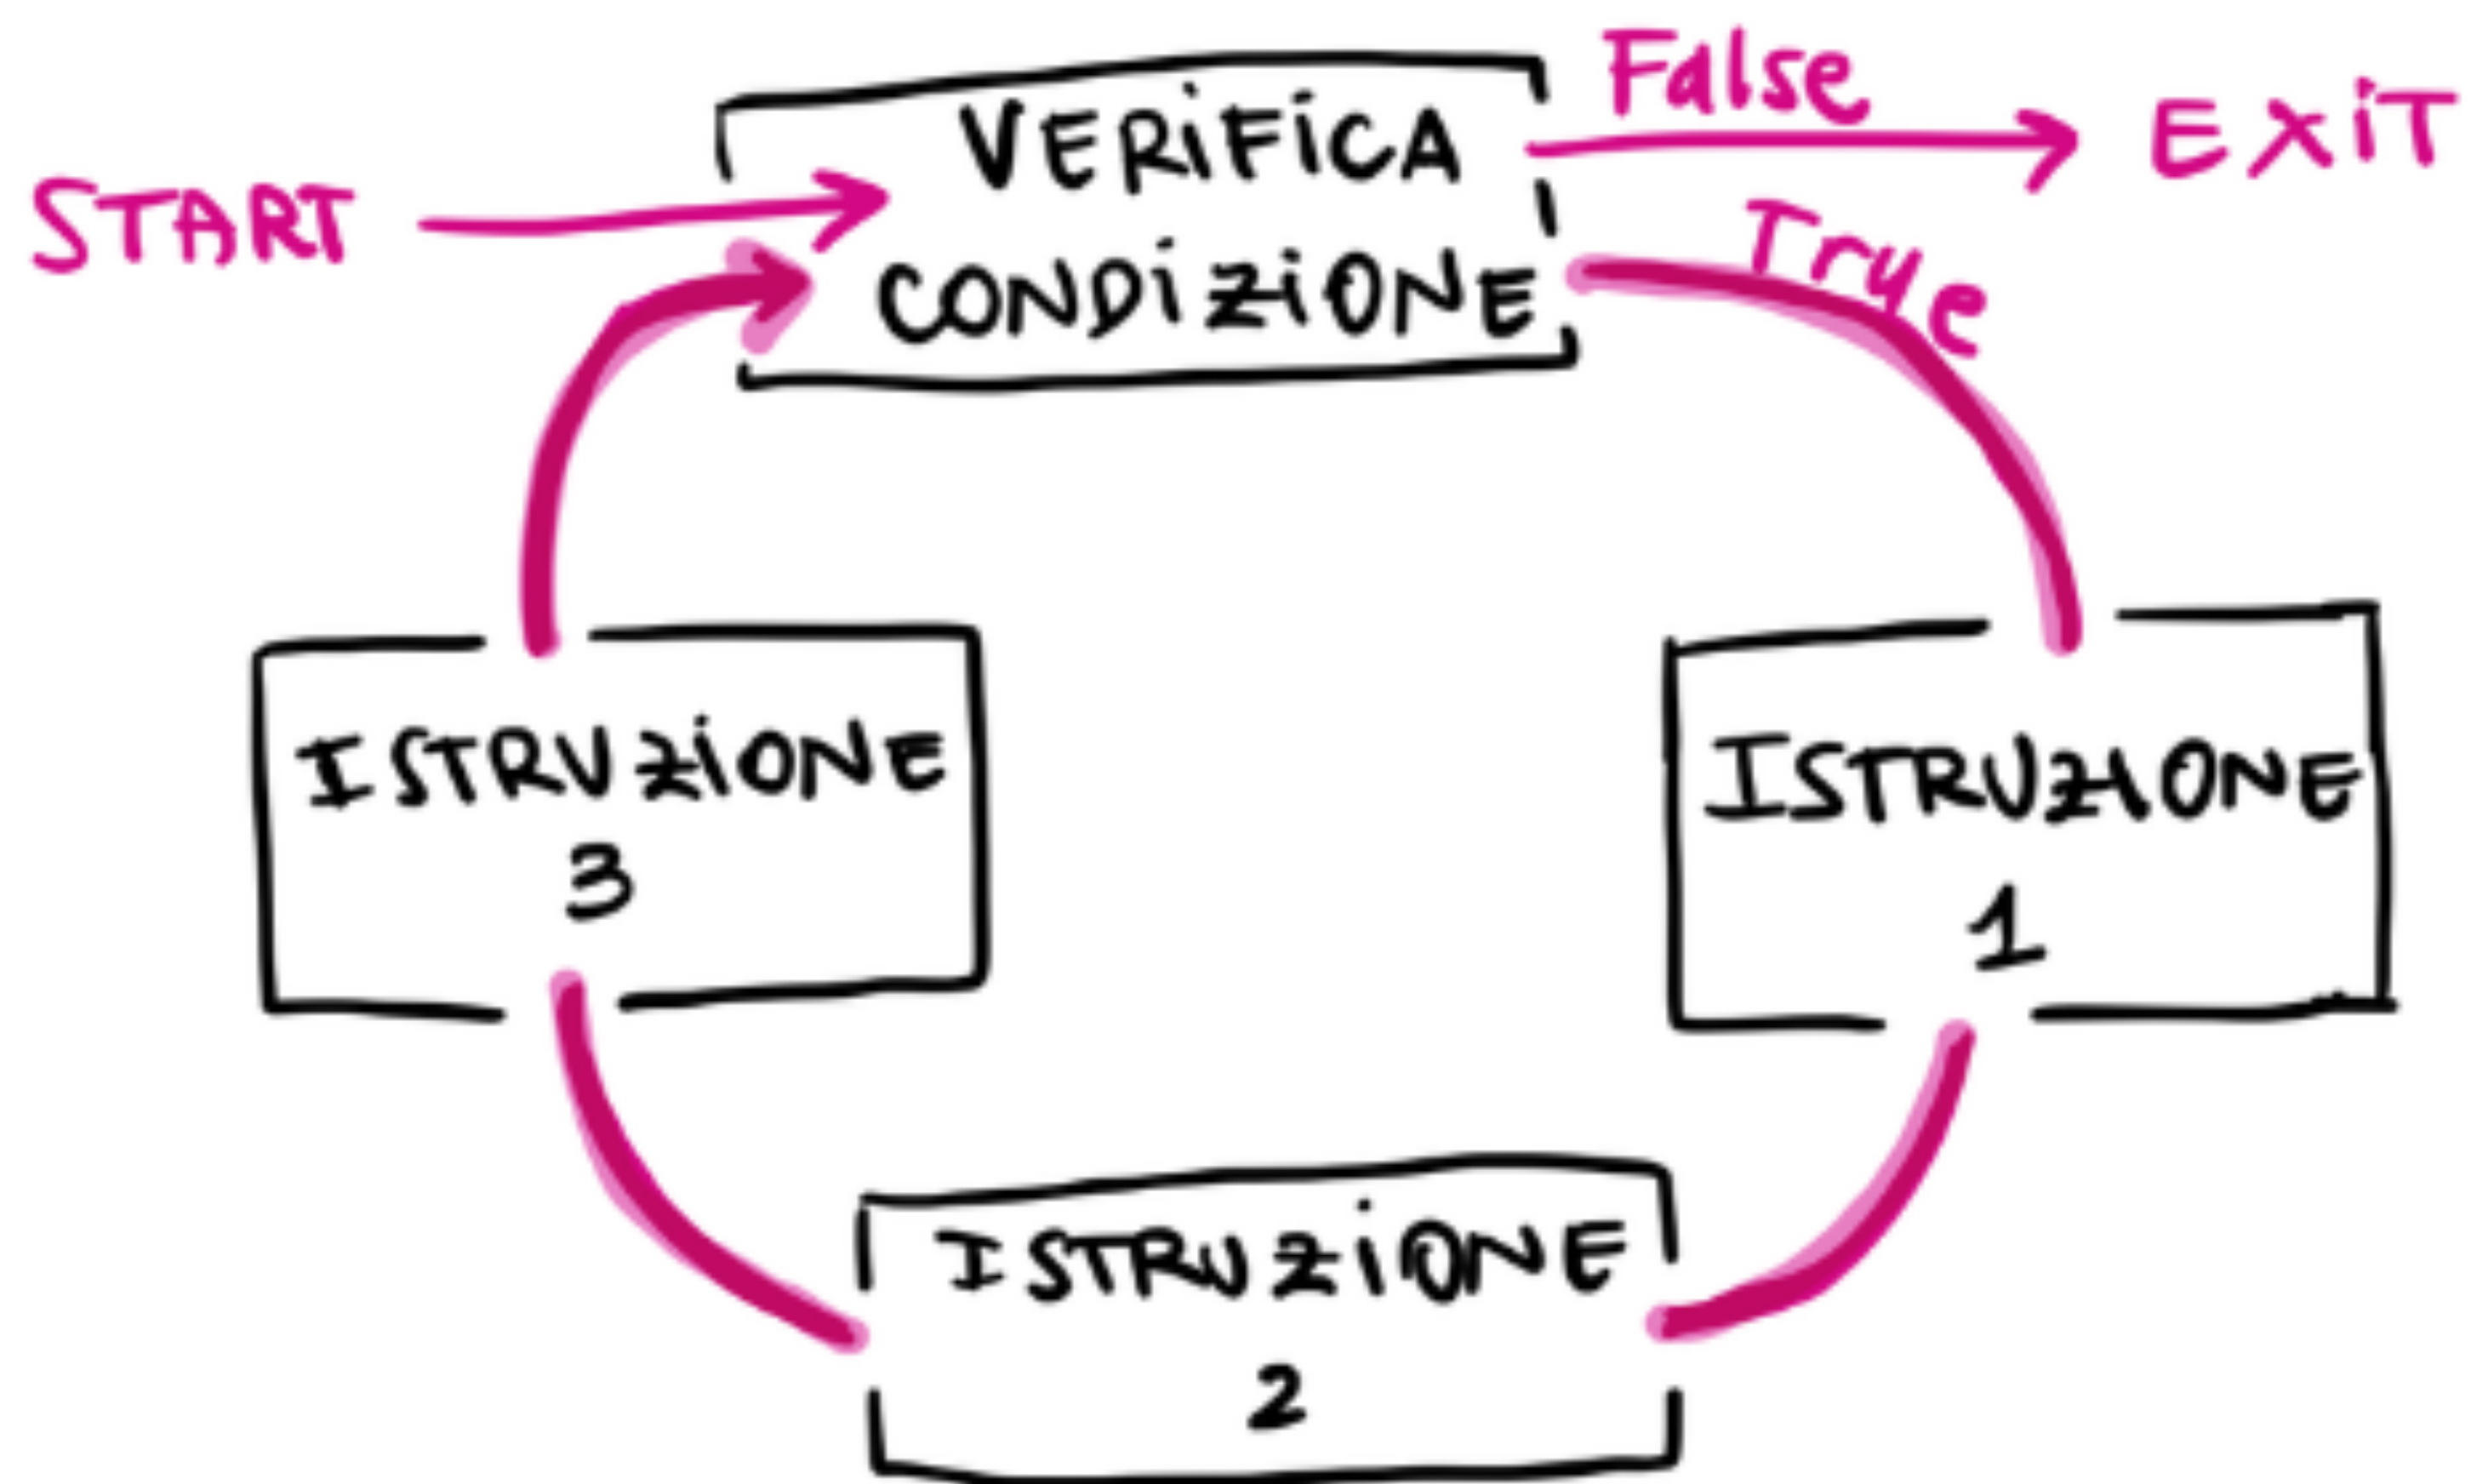 False
VERiFiCA
EXiT
START
CONDiZiONE
True
ISTRUZiONE
3
ISTRUZIONE
1
ISTRUZiONE
2